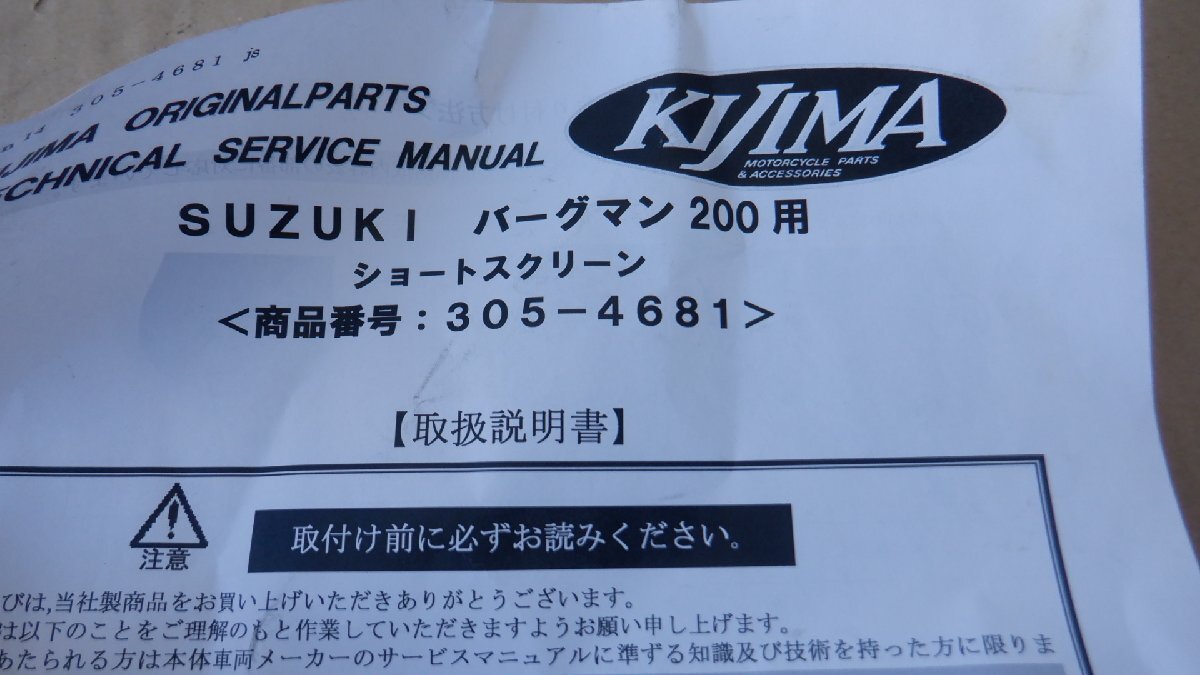 14 305-4681 js
KIJIMA ORIGINALPARTS
TECHNICAL SERVICE MANUAL
KIJIMA
MOTORCYCLE PARTS
& ACCESSORIES
SUZUKI バーグマン200用
ショートスクリーン
<商品番号:305-4681>
【取扱説明書】
注意
取付け前に必ずお読みください。
びは,当社製商品をお買い上げいただきありがとうございます。
は以下のことをご理解のもと作業していただきますようお願い申し上げます。
あたられる方は本体車両メーカーのサービスマニュアルに準ずる知識及び技術を持った方に限りま